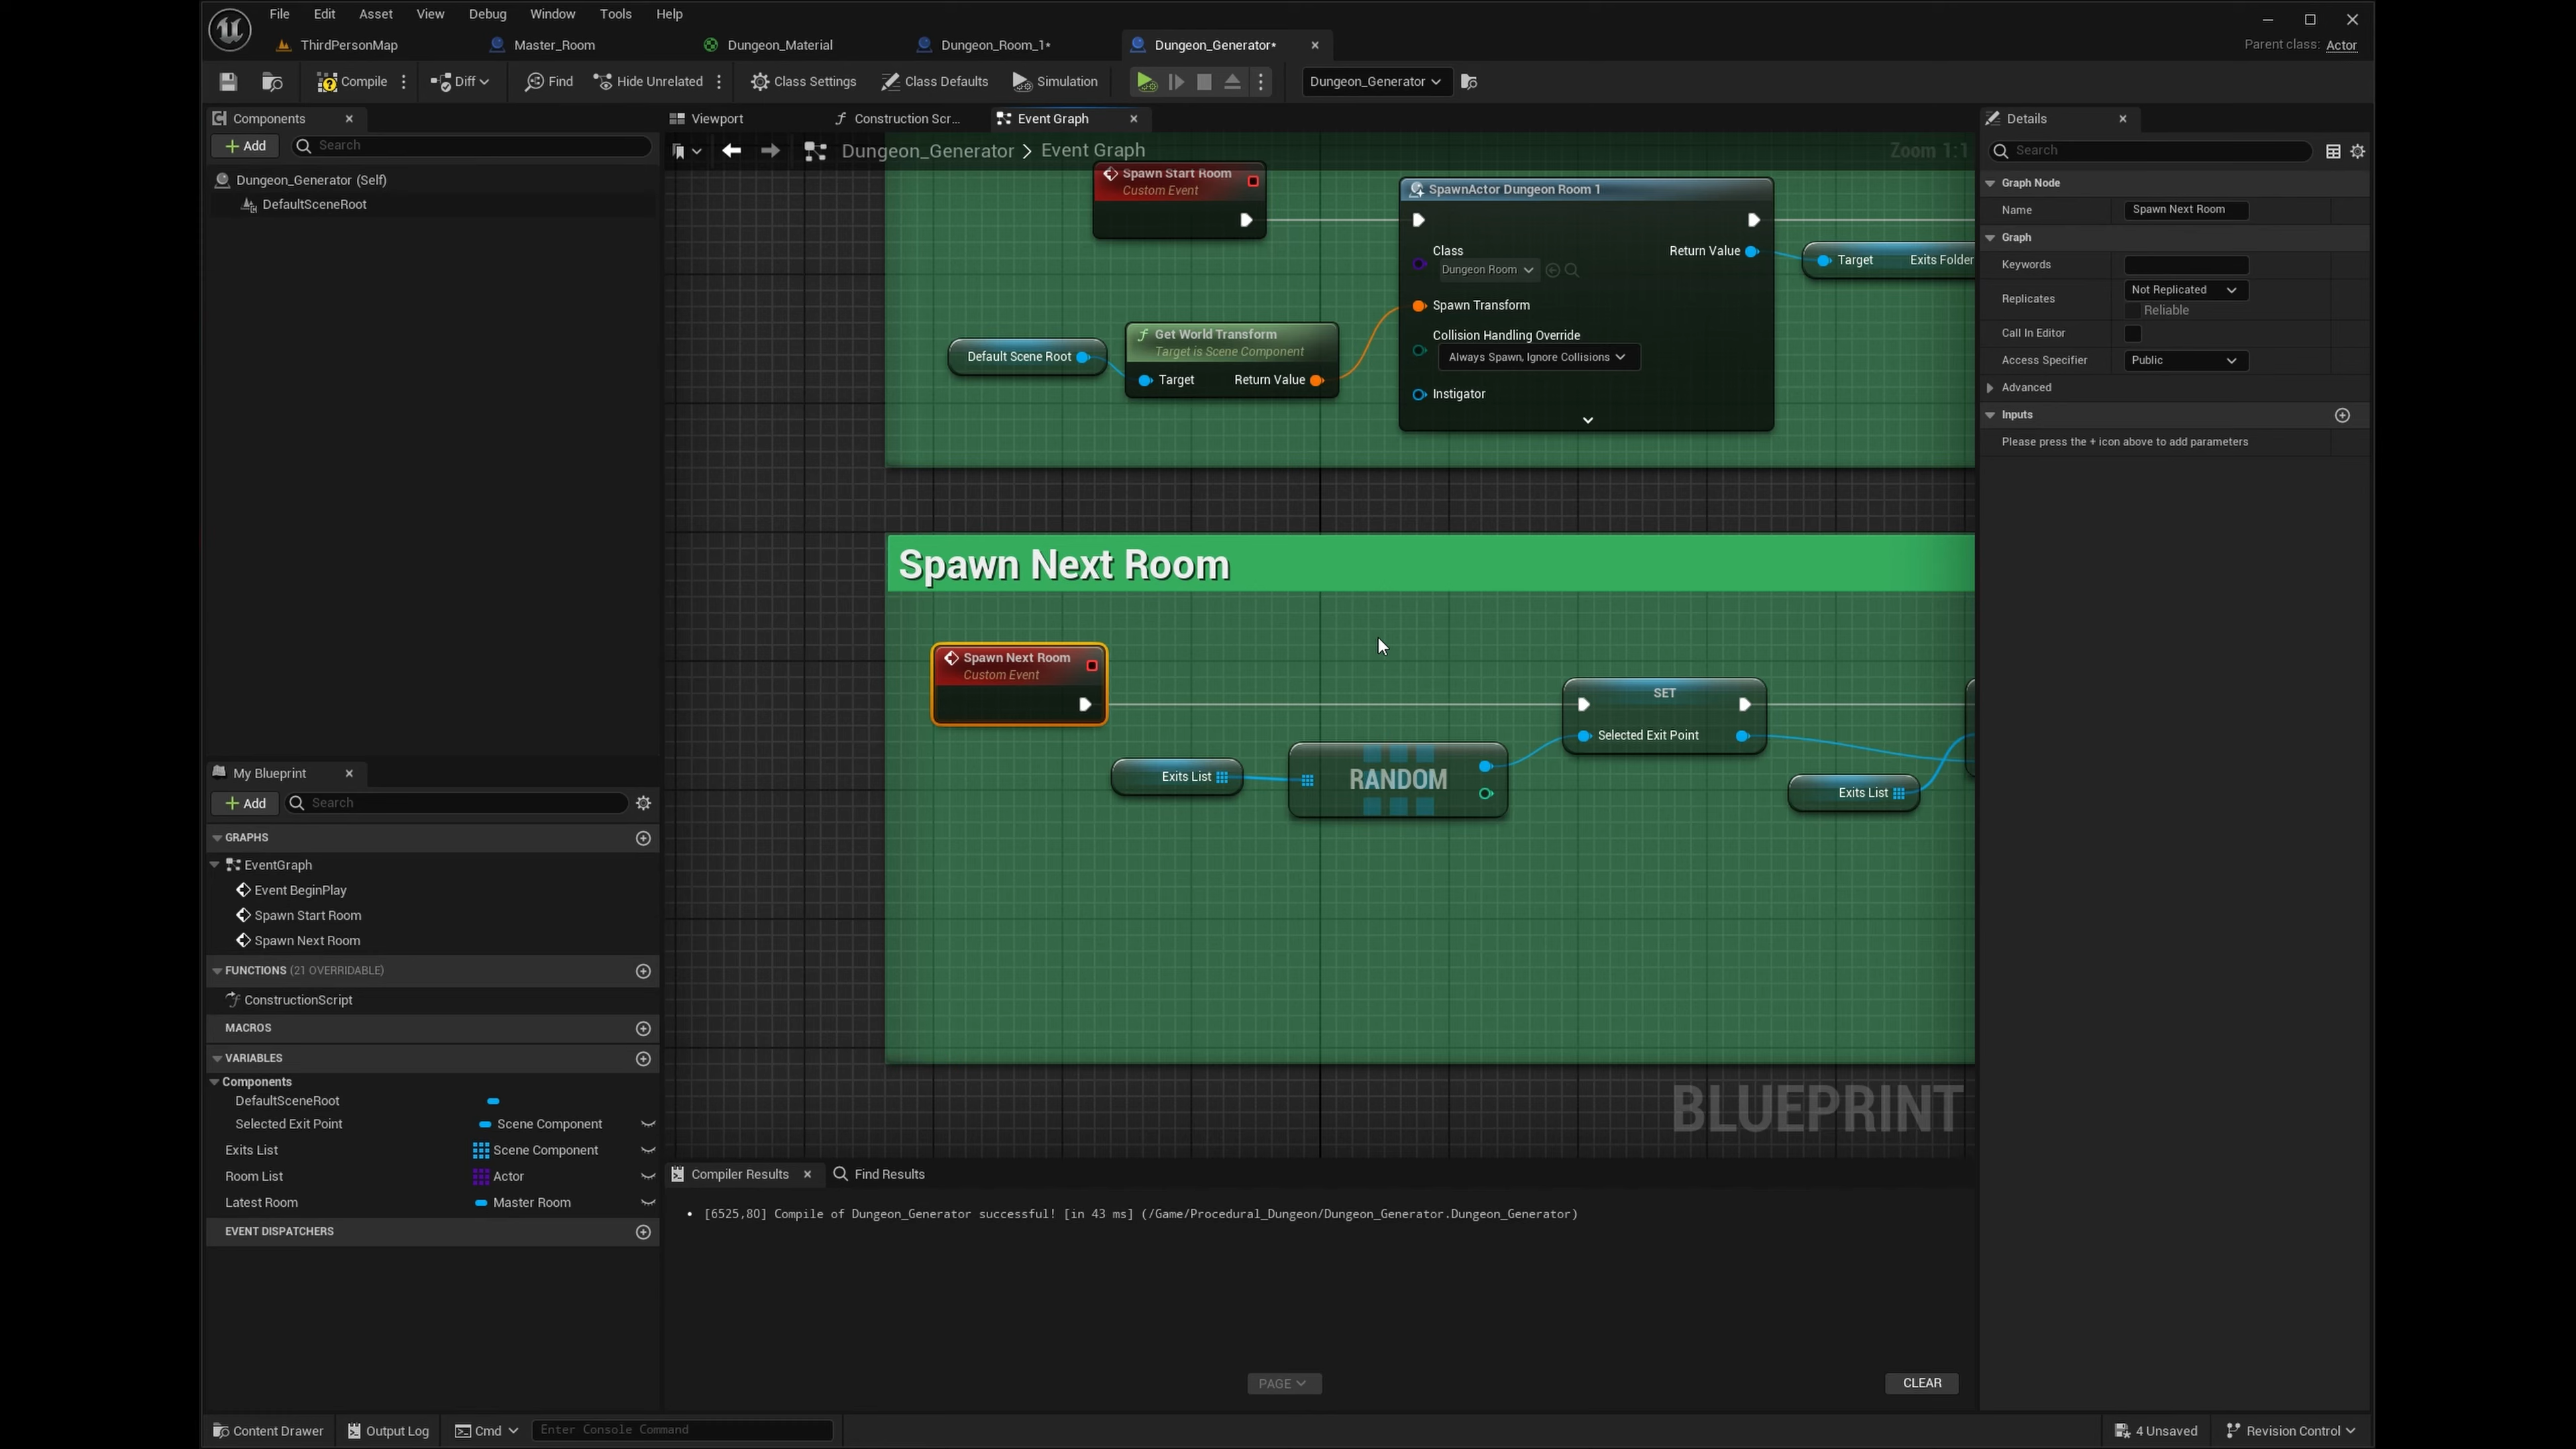 File Edit Asset View Debug Window Tools Help
ThirdPersonMap Master_Room Dungeon_Material Dungeon_Room_1* Dungeon_Generator* Parent class: Actor
Compile Diff Find Hide Unrelated Class Settings Class Defaults Simulation Dungeon_Generator
Components Viewport Construction Scr... Event Graph Details
Add Search
Dungeon_Generator > Event Graph Zoom 1:1
Search
Dungeon_Generator (Self)
DefaultSceneRoot
Spawn Start Room
Custom Event
SpawnActor Dungeon Room 1
Class Return Value
Dungeon Room
Target Exits Folder
Spawn Transform
Collision Handling Override
Always Spawn, Ignore Collisions
Instigator
Default Scene Root
Get World Transform
Target is Scene Component
Target Return Value
Spawn Next Room
Spawn Next Room
Custom Event
SET
Selected Exit Point
Exits List
RANDOM
Exits List
BLUEPRINT
Graph Node
Name Spawn Next Room
Graph
Keywords
Replicates Not Replicated
Reliable
Call In Editor
Access Specifier Public
Advanced
Inputs
Please press the + icon above to add parameters
My Blueprint
Add Search
GRAPHS
EventGraph
Event BeginPlay
Spawn Start Room
Spawn Next Room
FUNCTIONS (21 OVERRIDABLE)
ConstructionScript
MACROS
VARIABLES
Components
DefaultSceneRoot
Selected Exit Point Scene Component
Exits List Scene Component
Room List Actor
Latest Room Master Room
EVENT DISPATCHERS
Compiler Results Find Results
[6525,80] Compile of Dungeon_Generator successful! [in 43 ms] (/Game/Procedural_Dungeon/Dungeon_Generator.Dungeon_Generator)
PAGE CLEAR
Content Drawer Output Log Cmd Enter Console Command 4 Unsaved Revision Control